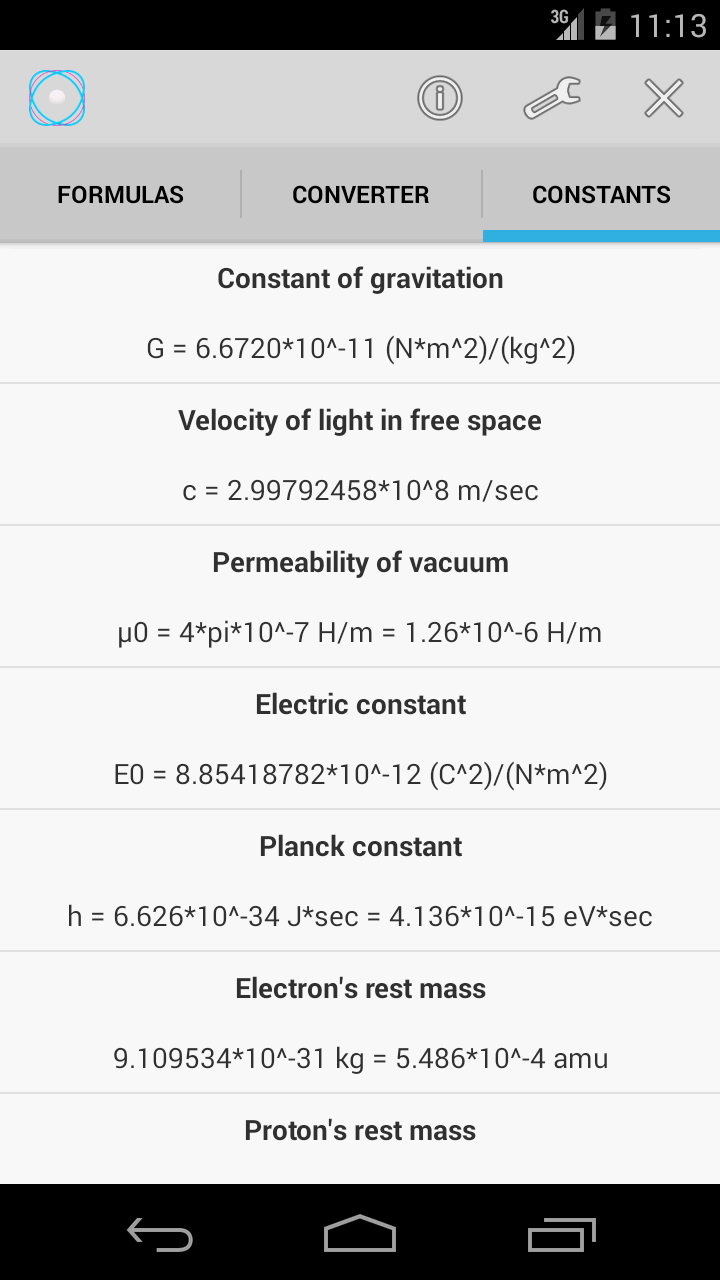 3G 11:13
FORMULAS CONVERTER CONSTANTS
Constant of gravitation
G = 6.6720*10^-11 (N*m^2)/(kg^2)
Velocity of light in free space
c = 2.99792458*10^8 m/sec
Permeability of vacuum
µ0 = 4*pi*10^-7 H/m = 1.26*10^-6 H/m
Electric constant
E0 = 8.85418782*10^-12 (C^2)/(N*m^2)
Planck constant
h = 6.626*10^-34 J*sec = 4.136*10^-15 eV*sec
Electron's rest mass
9.109534*10^-31 kg = 5.486*10^-4 amu
Proton's rest mass